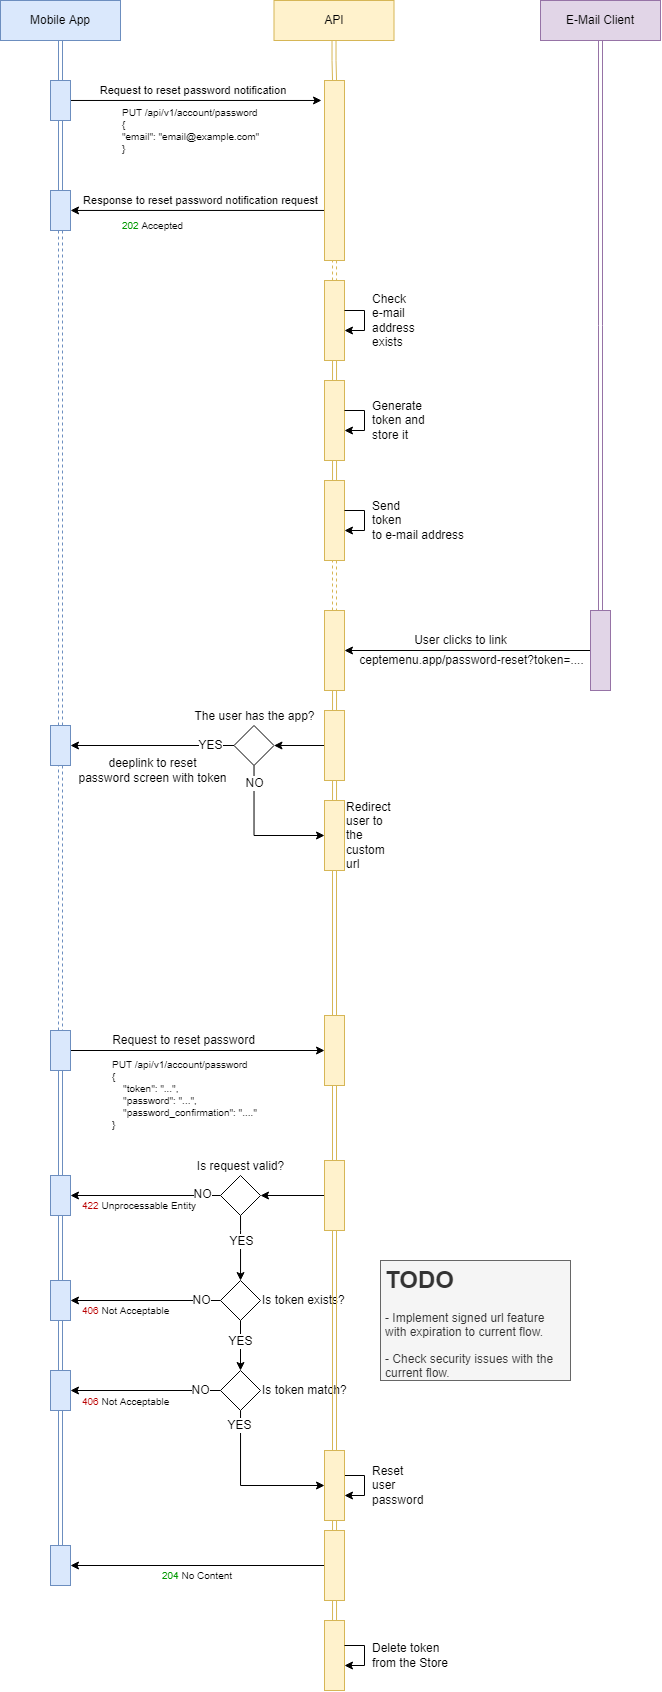 Mobile App
API
E-Mail Client
Request to reset password notification
PUT /api/v1/account/password
{
"email": "email@example.com"
}
Response to reset password notification request
202 Accepted
Check
e-mail
address
exists
Generate
token and
store it
Send
token
to e-mail address
User clicks to link
ceptemenu.app/password-reset?token=....
The user has the app?
YES
deeplink to reset
password screen with token
NO
Redirect
user to
the
custom
url
Request to reset password
PUT /api/v1/account/password
{
"token": "...",
"password": "...",
"password_confirmation": "...."
}
Is request valid?
NO
422 Unprocessable Entity
YES
NO
Is token exists?
406 Not Acceptable
YES
NO
Is token match?
406 Not Acceptable
YES
TODO
- Implement signed url feature
with expiration to current flow.
- Check security issues with the
current flow.
Reset
user
password
204 No Content
Delete token
from the Store